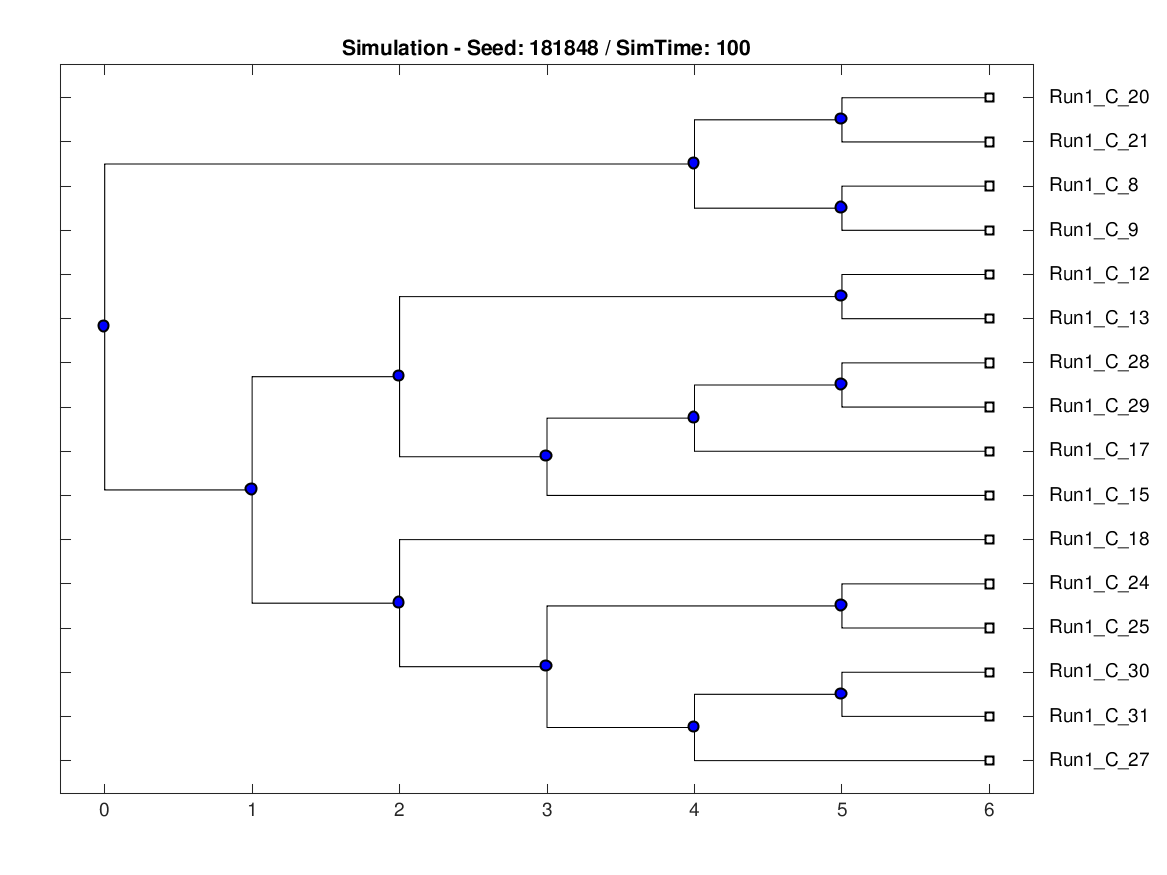 Simulation - Seed: 181848 / SimTime: 100
Run1_C_20
Run1_C_21
Run1_C_8
Run1_C_9
Run1_C_12
Run1_C_13
Run1_C_28
Run1_C_29
Run1_C_17
Run1_C_15
Run1_C_18
Run1_C_24
Run1_C_25
Run1_C_30
Run1_C_31
Run1_C_27
0 1 2 3 4 5 6